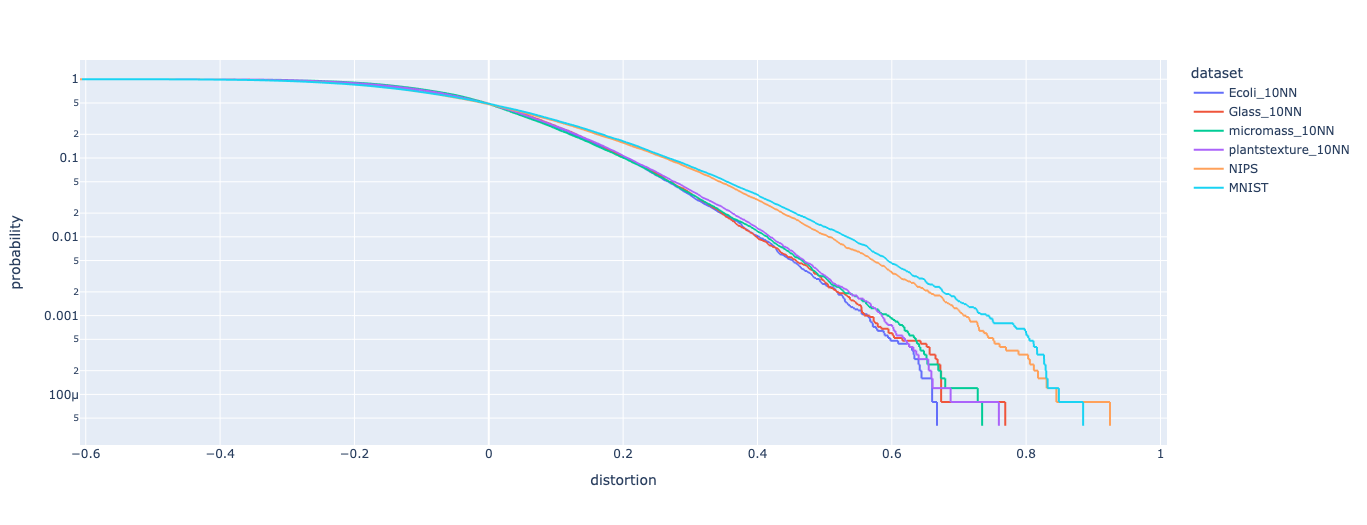 1
5
2
0.1
5
2
0.01
5
2
0.001
5
2
100μ
5
probability
−0.6
−0.4
−0.2
0
0.2
0.4
0.6
0.8
1
distortion
dataset
Ecoli_10NN
Glass_10NN
micromass_10NN
plantstexture_10NN
NIPS
MNIST